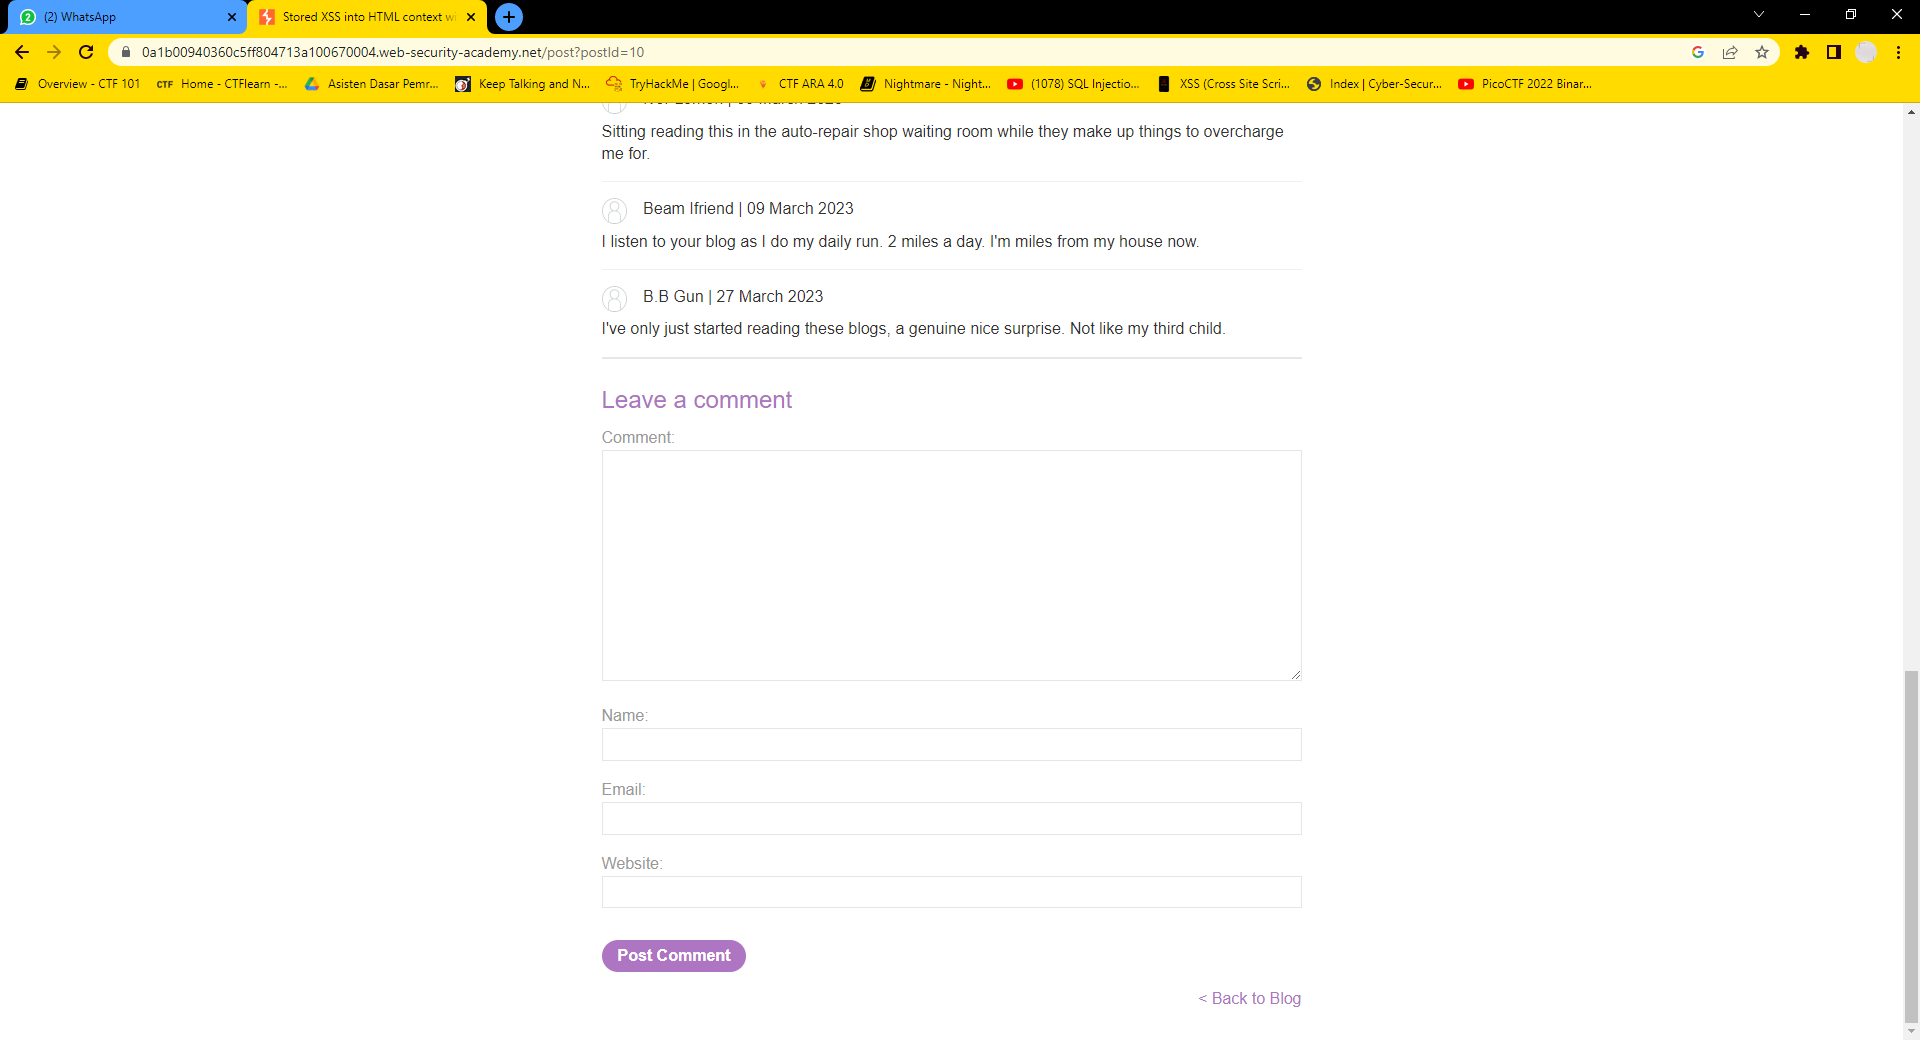 (2) WhatsApp
Stored XSS into HTML context wi
0a1b00940360c5ff804713a100670004.web-security-academy.net/post?postId=10
Overview - CTF 101
CTF Home - CTFlearn -...
Asisten Dasar Pemr...
Keep Talking and N...
TryHackMe | Googl...
CTF ARA 4.0
Nightmare - Night...
(1078) SQL Injectio...
XSS (Cross Site Scri...
Index | Cyber-Secur...
PicoCTF 2022 Binar...
Sitting reading this in the auto-repair shop waiting room while they make up things to overcharge
me for.
Beam Ifriend | 09 March 2023
I listen to your blog as I do my daily run. 2 miles a day. I'm miles from my house now.
B.B Gun | 27 March 2023
I've only just started reading these blogs, a genuine nice surprise. Not like my third child.
Leave a comment
Comment:
Name:
Email:
Website:
Post Comment
< Back to Blog